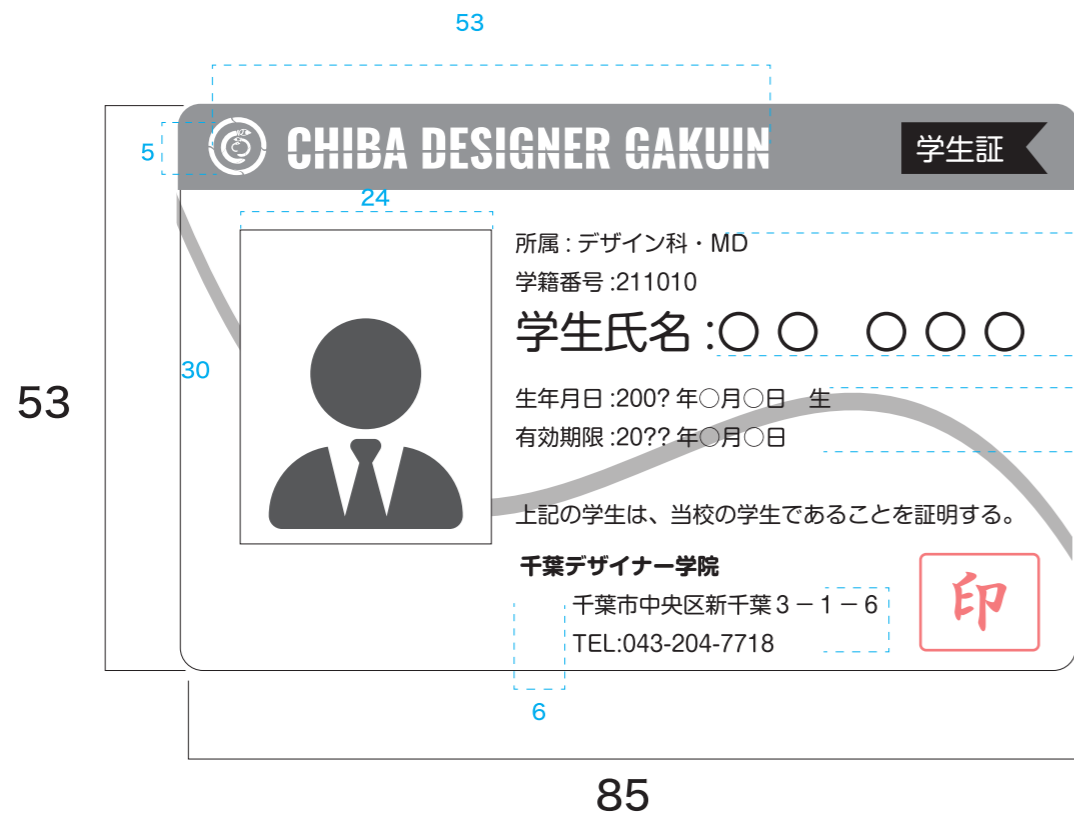 53
5
CHIBA DESIGNER GAKUIN
学生証
24
所属 : デザイン科・MD
学籍番号 :211010
学生氏名 :〇 〇　〇 〇 〇
30
53
生年月日 :200? 年○月○日　生
有効期限 :20?? 年○月○日
上記の学生は、当校の学生であることを証明する。
千葉デザイナー学院
千葉市中央区新千葉３－１－６
TEL:043-204-7718
印
6
85